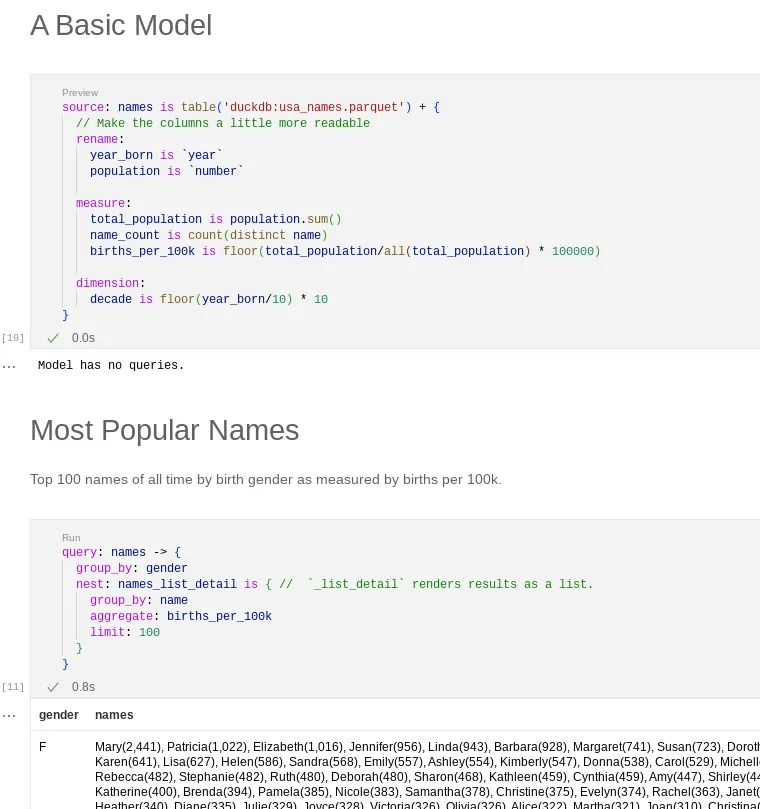 A Basic Model
Preview
source: names is table('duckdb:usa_names.parquet') + {
// Make the columns a little more readable
rename:
year_born is `year`
population is `number`
measure:
total_population is population.sum()
name_count is count(distinct name)
births_per_100k is floor(total_population/all(total_population) * 100000)
dimension:
decade is floor(year_born/10) * 10
}
[10] 0.0s
... Model has no queries.
Most Popular Names
Top 100 names of all time by birth gender as measured by births per 100k.
Run
query: names -> {
group_by: gender
nest: names_list_detail is { // `_list_detail` renders results as a list.
group_by: name
aggregate: births_per_100k
limit: 100
}
}
[11] 0.8s
... gender names
F Mary(2,441), Patricia(1,022), Elizabeth(1,016), Jennifer(956), Linda(943), Barbara(928), Margaret(741), Susan(723), Doroth
Karen(641), Lisa(627), Helen(586), Sandra(568), Emily(557), Ashley(554), Kimberly(547), Donna(538), Carol(529), Michell
Rebecca(482), Stephanie(482), Ruth(480), Deborah(480), Sharon(468), Kathleen(459), Cynthia(459), Amy(447), Shirley(44
Katherine(400), Brenda(394), Pamela(385), Nicole(383), Samantha(378), Christine(375), Evelyn(374), Rachel(363), Janet(
Heather(340), Diane(335), Julie(329), Joyce(328), Victoria(326), Olivia(326), Alice(322), Martha(321), Joan(310), Christina(